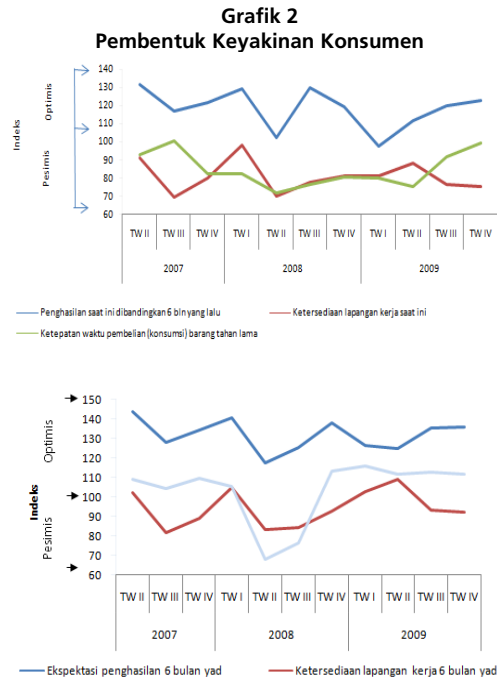 Grafik 2
Pembentuk Keyakinan Konsumen
140
130
120
110
100
90
80
70
60
Indeks
Optimis
Pesimis
TW II TW III TW IV TW I TW II TW III TW IV TW I TW II TW III TW IV
2007 2008 2009
Penghasilan saat ini dibandingkan 6 bln yang lalu
Ketersediaan lapangan kerja saat ini
Ketepatan waktu pembelian (konsumsi) barang tahan lama
150
140
130
120
110
100
90
80
70
60
Indeks
Optimis
Pesimis
TW II TW III TW IV TW I TW II TW III TW IV TW I TW II TW III TW IV
2007 2008 2009
Ekspektasi penghasilan 6 bulan yad
Ketersediaan lapangan kerja 6 bulan yad